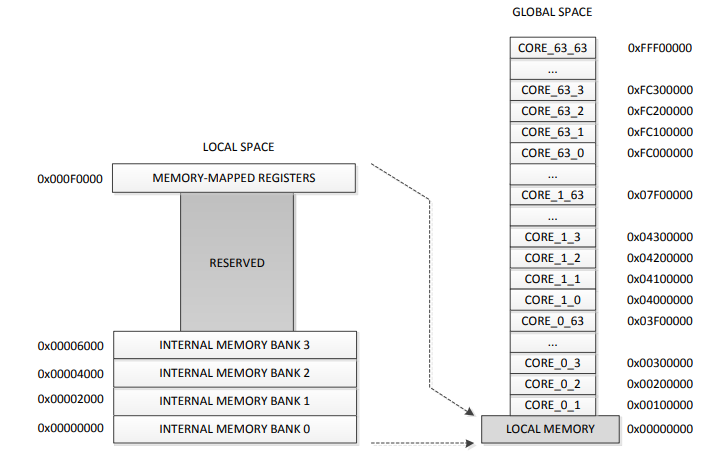 GLOBAL SPACE
CORE_63_63 0xFFF00000
...
CORE_63_3 0xFC300000
CORE_63_2 0xFC200000
CORE_63_1 0xFC100000
CORE_63_0 0xFC000000
...
CORE_1_63 0x07F00000
...
CORE_1_3 0x04300000
CORE_1_2 0x04200000
CORE_1_1 0x04100000
CORE_1_0 0x04000000
CORE_0_63 0x03F00000
...
CORE_0_3 0x00300000
CORE_0_2 0x00200000
CORE_0_1 0x00100000
LOCAL MEMORY 0x00000000
LOCAL SPACE
0x000F0000 MEMORY-MAPPED REGISTERS
RESERVED
0x00006000 INTERNAL MEMORY BANK 3
0x00004000 INTERNAL MEMORY BANK 2
0x00002000 INTERNAL MEMORY BANK 1
0x00000000 INTERNAL MEMORY BANK 0